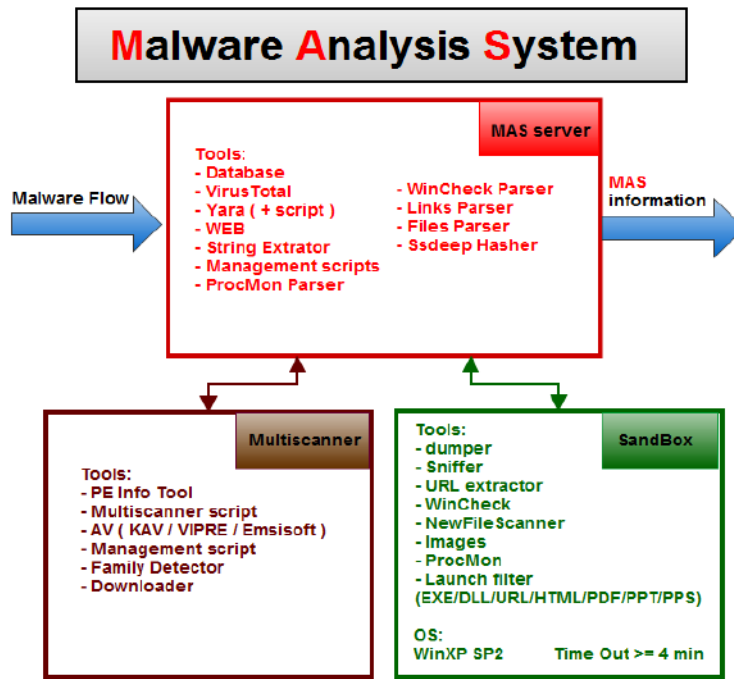 Malware Analysis System
MAS server
Malware Flow
Tools:
- Database
- VirusTotal
- Yara ( + script )
- WEB
- String Extrator
- Management scripts
- ProcMon Parser
- WinCheck Parser
- Links Parser
- Files Parser
- Ssdeep Hasher
MAS
information
Multiscanner
Tools:
- PE Info Tool
- Multiscanner script
- AV ( KAV / VIPRE / Emsisoft )
- Management script
- Family Detector
- Downloader
SandBox
Tools:
- dumper
- Sniffer
- URL extractor
- WinCheck
- NewFileScanner
- Images
- ProcMon
- Launch filter
(EXE/DLL/URL/HTML/PDF/PPT/PPS)
OS:
WinXP SP2 Time Out >= 4 min